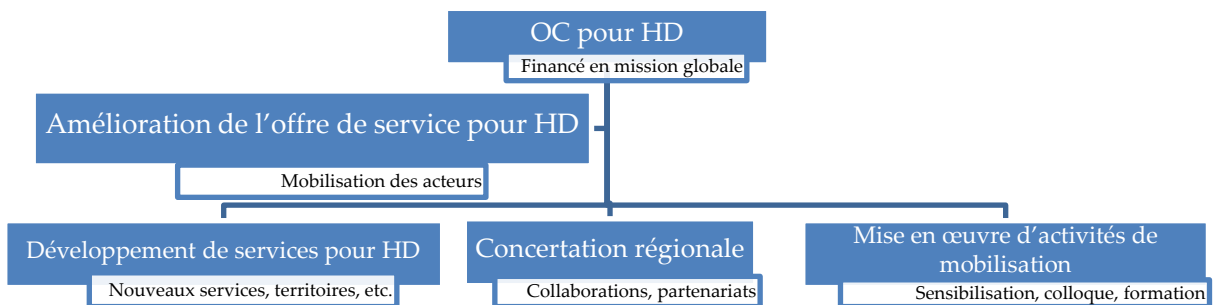 OC pour HD
Financé en mission globale
Amélioration de l’offre de service pour HD
Mobilisation des acteurs
Développement de services pour HD
Nouveaux services, territoires, etc.
Concertation régionale
Collaborations, partenariats
Mise en œuvre d’activités de
mobilisation
Sensibilisation, colloque, formation